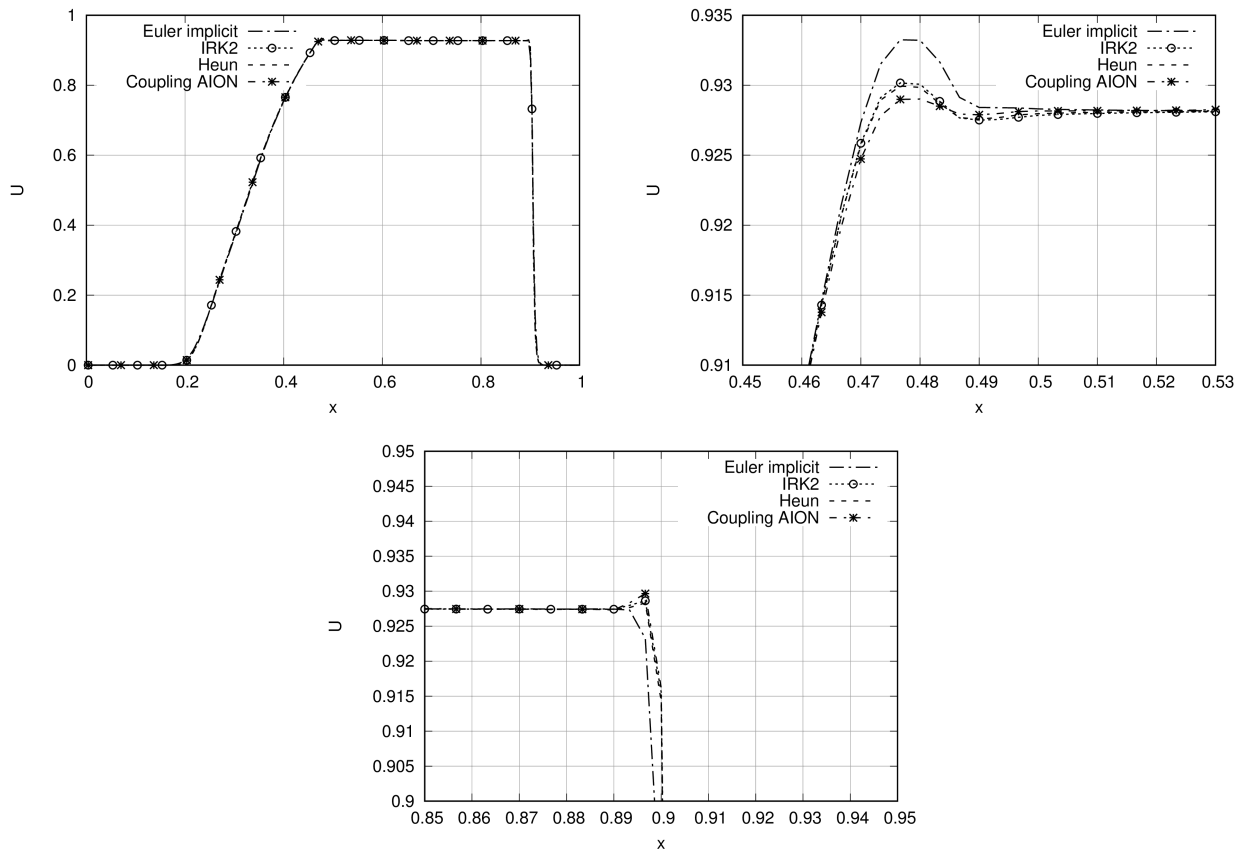 1
0.8
0.6
0.4
0.2
0
U
Euler implicit
IRK2
Heun
Coupling AION
0 0.2 0.4 0.6 0.8 1
x
0.935
0.93
0.925
0.92
0.915
0.91
U
Euler implicit
IRK2
Heun
Coupling AION
0.45 0.46 0.47 0.48 0.49 0.5 0.51 0.52 0.53
x
0.95
0.945
0.94
0.935
0.93
0.925
0.92
0.915
0.91
0.905
0.9
U
Euler implicit
IRK2
Heun
Coupling AION
0.85 0.86 0.87 0.88 0.89 0.9 0.91 0.92 0.93 0.94 0.95
x